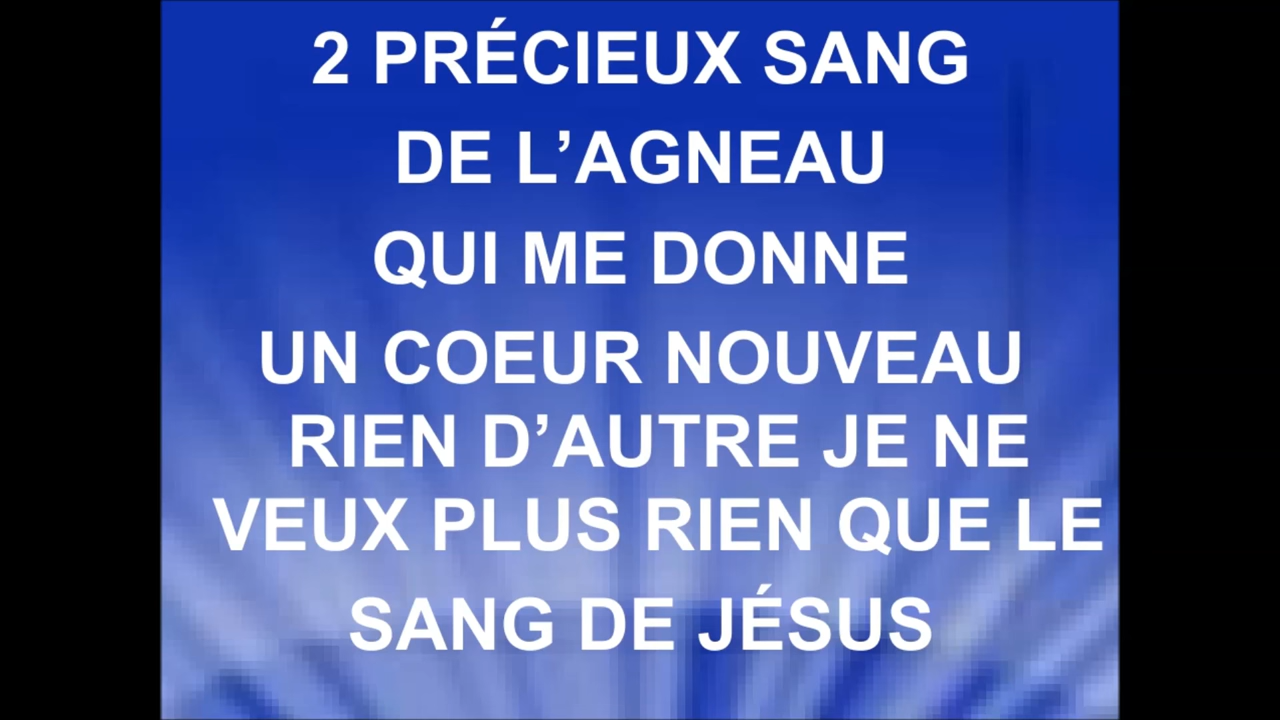 2 PRÉCIEUX SANG
DE L’AGNEAU
QUI ME DONNE
UN COEUR NOUVEAU
RIEN D’AUTRE JE NE
VEUX PLUS RIEN QUE LE
SANG DE JÉSUS